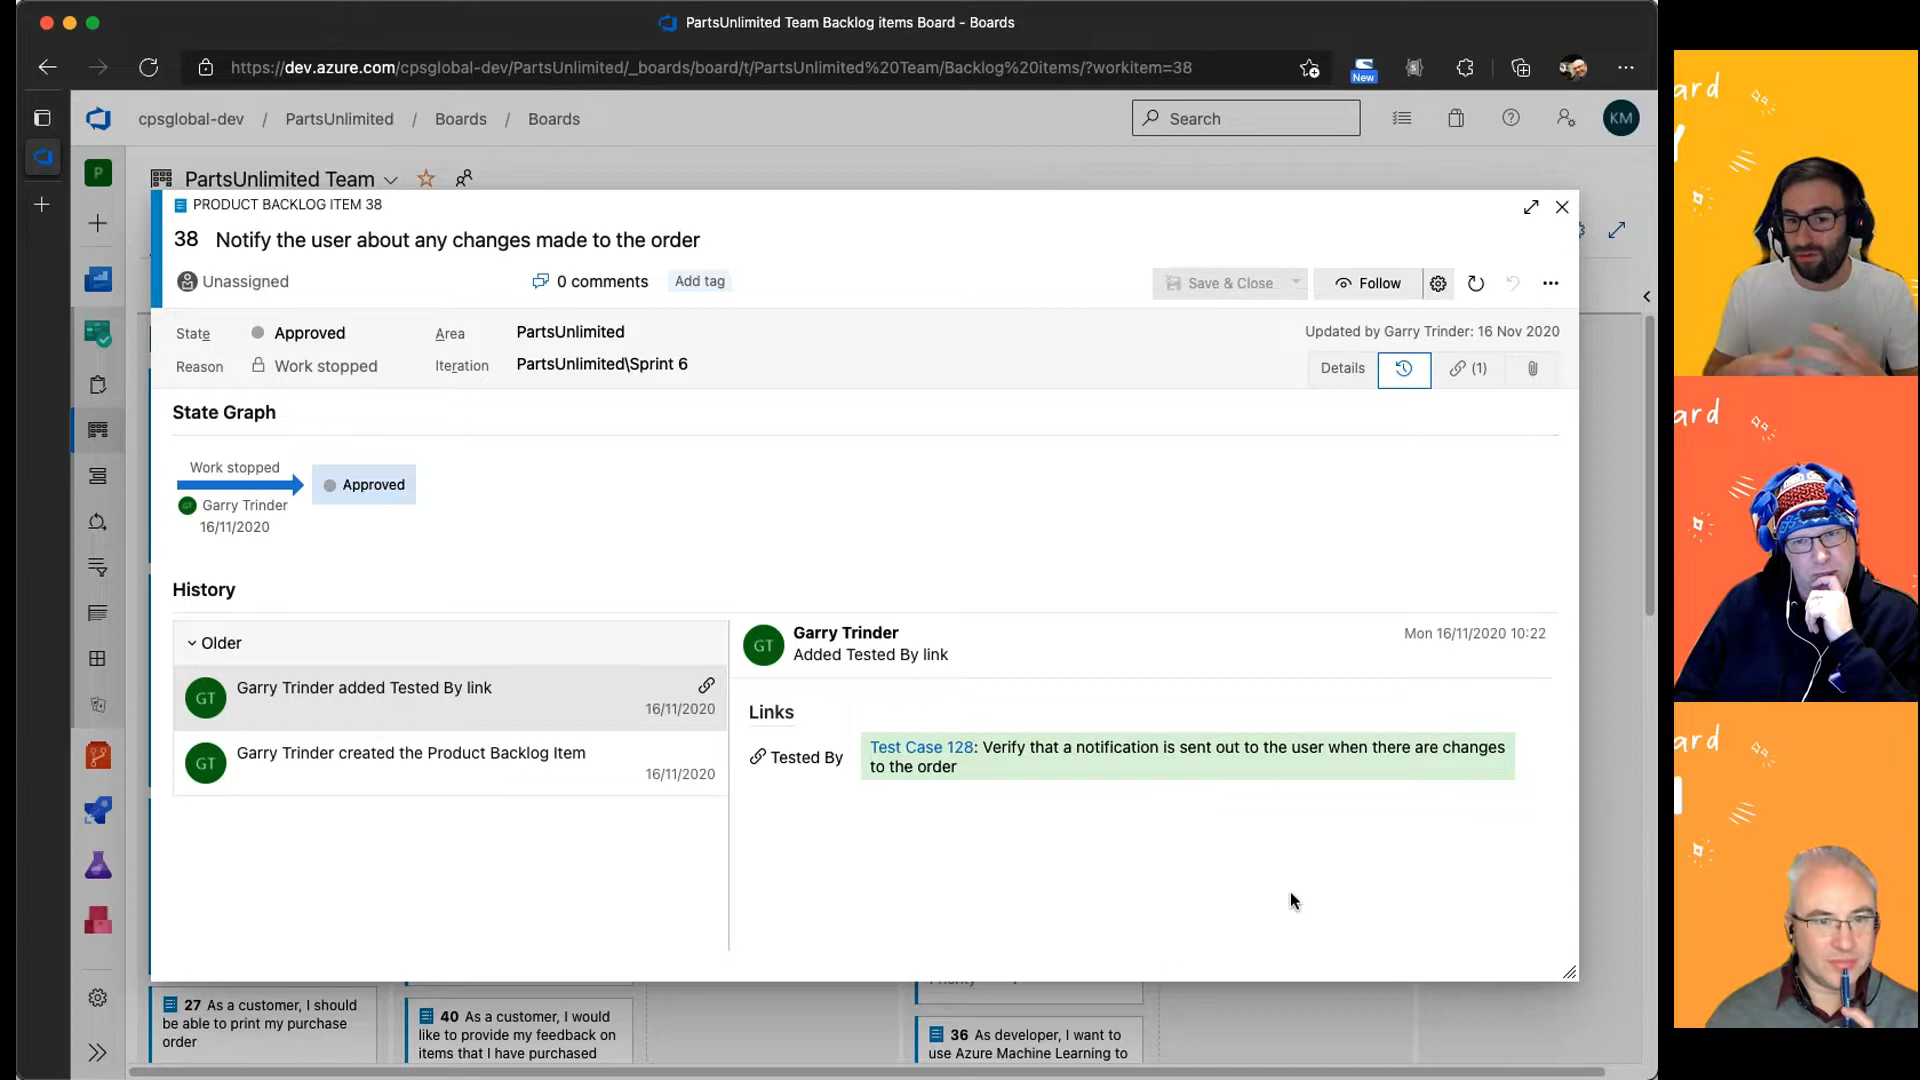 PartsUnlimited Team Backlog items Board - Boards
https://dev.azure.com/cpsglobal-dev/PartsUnlimited/_boards/board/t/PartsUnlimited%20Team/Backlog%20items/?workitem=38
New
cpsglobal-dev / PartsUnlimited / Boards / Boards
Search
KM
P
PartsUnlimited Team
PRODUCT BACKLOG ITEM 38
38 Notify the user about any changes made to the order
Unassigned
0 comments
Add tag
Save & Close
Follow
State
Approved
Area
PartsUnlimited
Updated by Garry Trinder: 16 Nov 2020
Reason
Work stopped
Iteration
PartsUnlimited\Sprint 6
Details
(1)
State Graph
Work stopped
Approved
GT Garry Trinder
16/11/2020
History
Older
GT
Garry Trinder added Tested By link
16/11/2020
GT
Garry Trinder created the Product Backlog Item
16/11/2020
GT
Garry Trinder
Mon 16/11/2020 10:22
Added Tested By link
Links
Tested By
Test Case 128: Verify that a notification is sent out to the user when there are changes
to the order
27 As a customer, I should
be able to print my purchase
order
40 As a customer, I would
like to provide my feedback on
items that I have purchased
36 As developer, I want to
use Azure Machine Learning to
ard
ard
ard